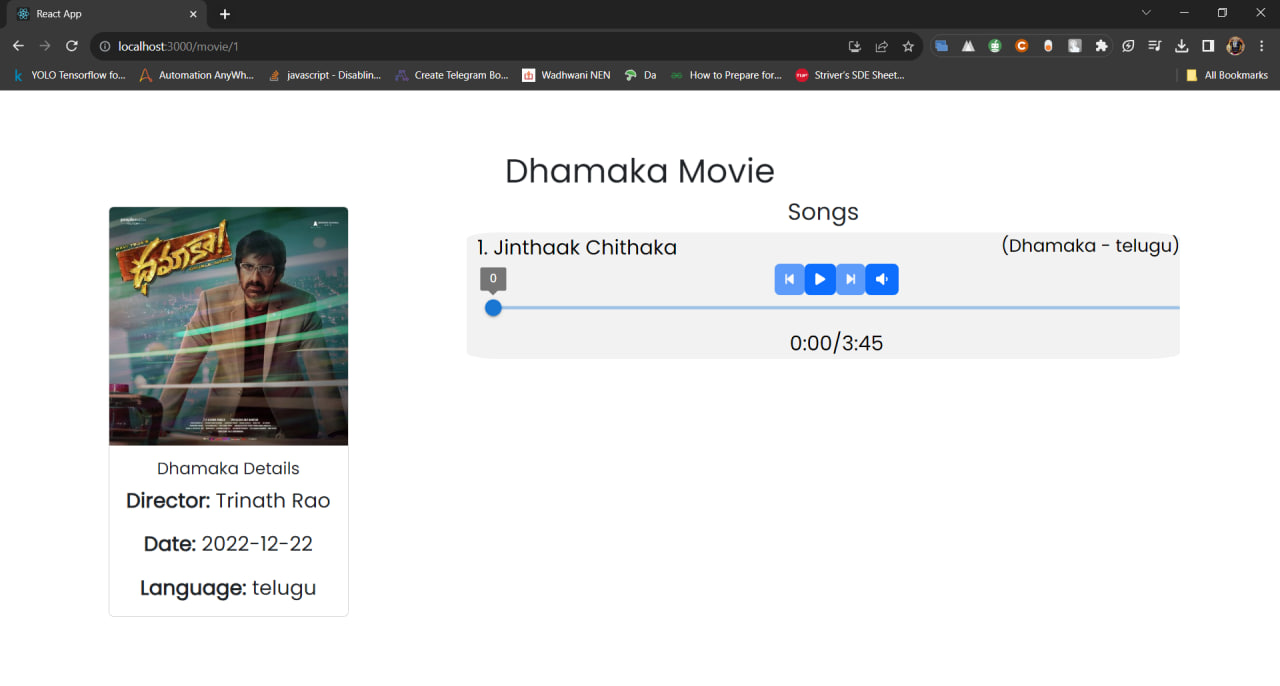 React App
localhost:3000/movie/1
YOLO Tensorflow fo...
Automation AnyWh...
javascript - Disablin...
Create Telegram Bo...
Wadhwani NEN
Da
How to Prepare for...
Striver's SDE Sheet...
All Bookmarks
Dhamaka Movie
Songs
1. Jinthaak Chithaka
(Dhamaka - telugu)
0
0:00/3:45
ధమాకా!
Dhamaka Details
Director: Trinath Rao
Date: 2022-12-22
Language: telugu